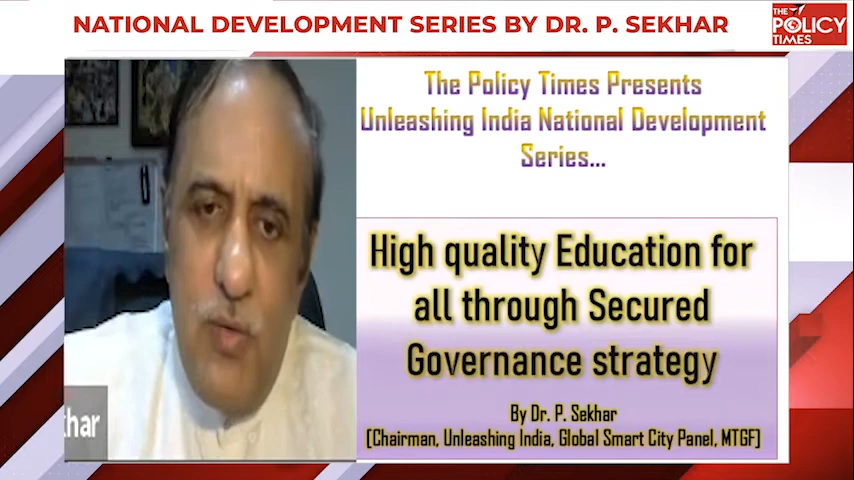 NATIONAL DEVELOPMENT SERIES BY DR. P. SEKHAR
THE
POLICY
TIMES
The Policy Times Presents
Unleashing India National Development
Series...
High quality Education for
all through Secured
Governance strategy
By Dr. P. Sekhar
[Chairman, Unleashing India, Global Smart City Panel, MTGF]
khar